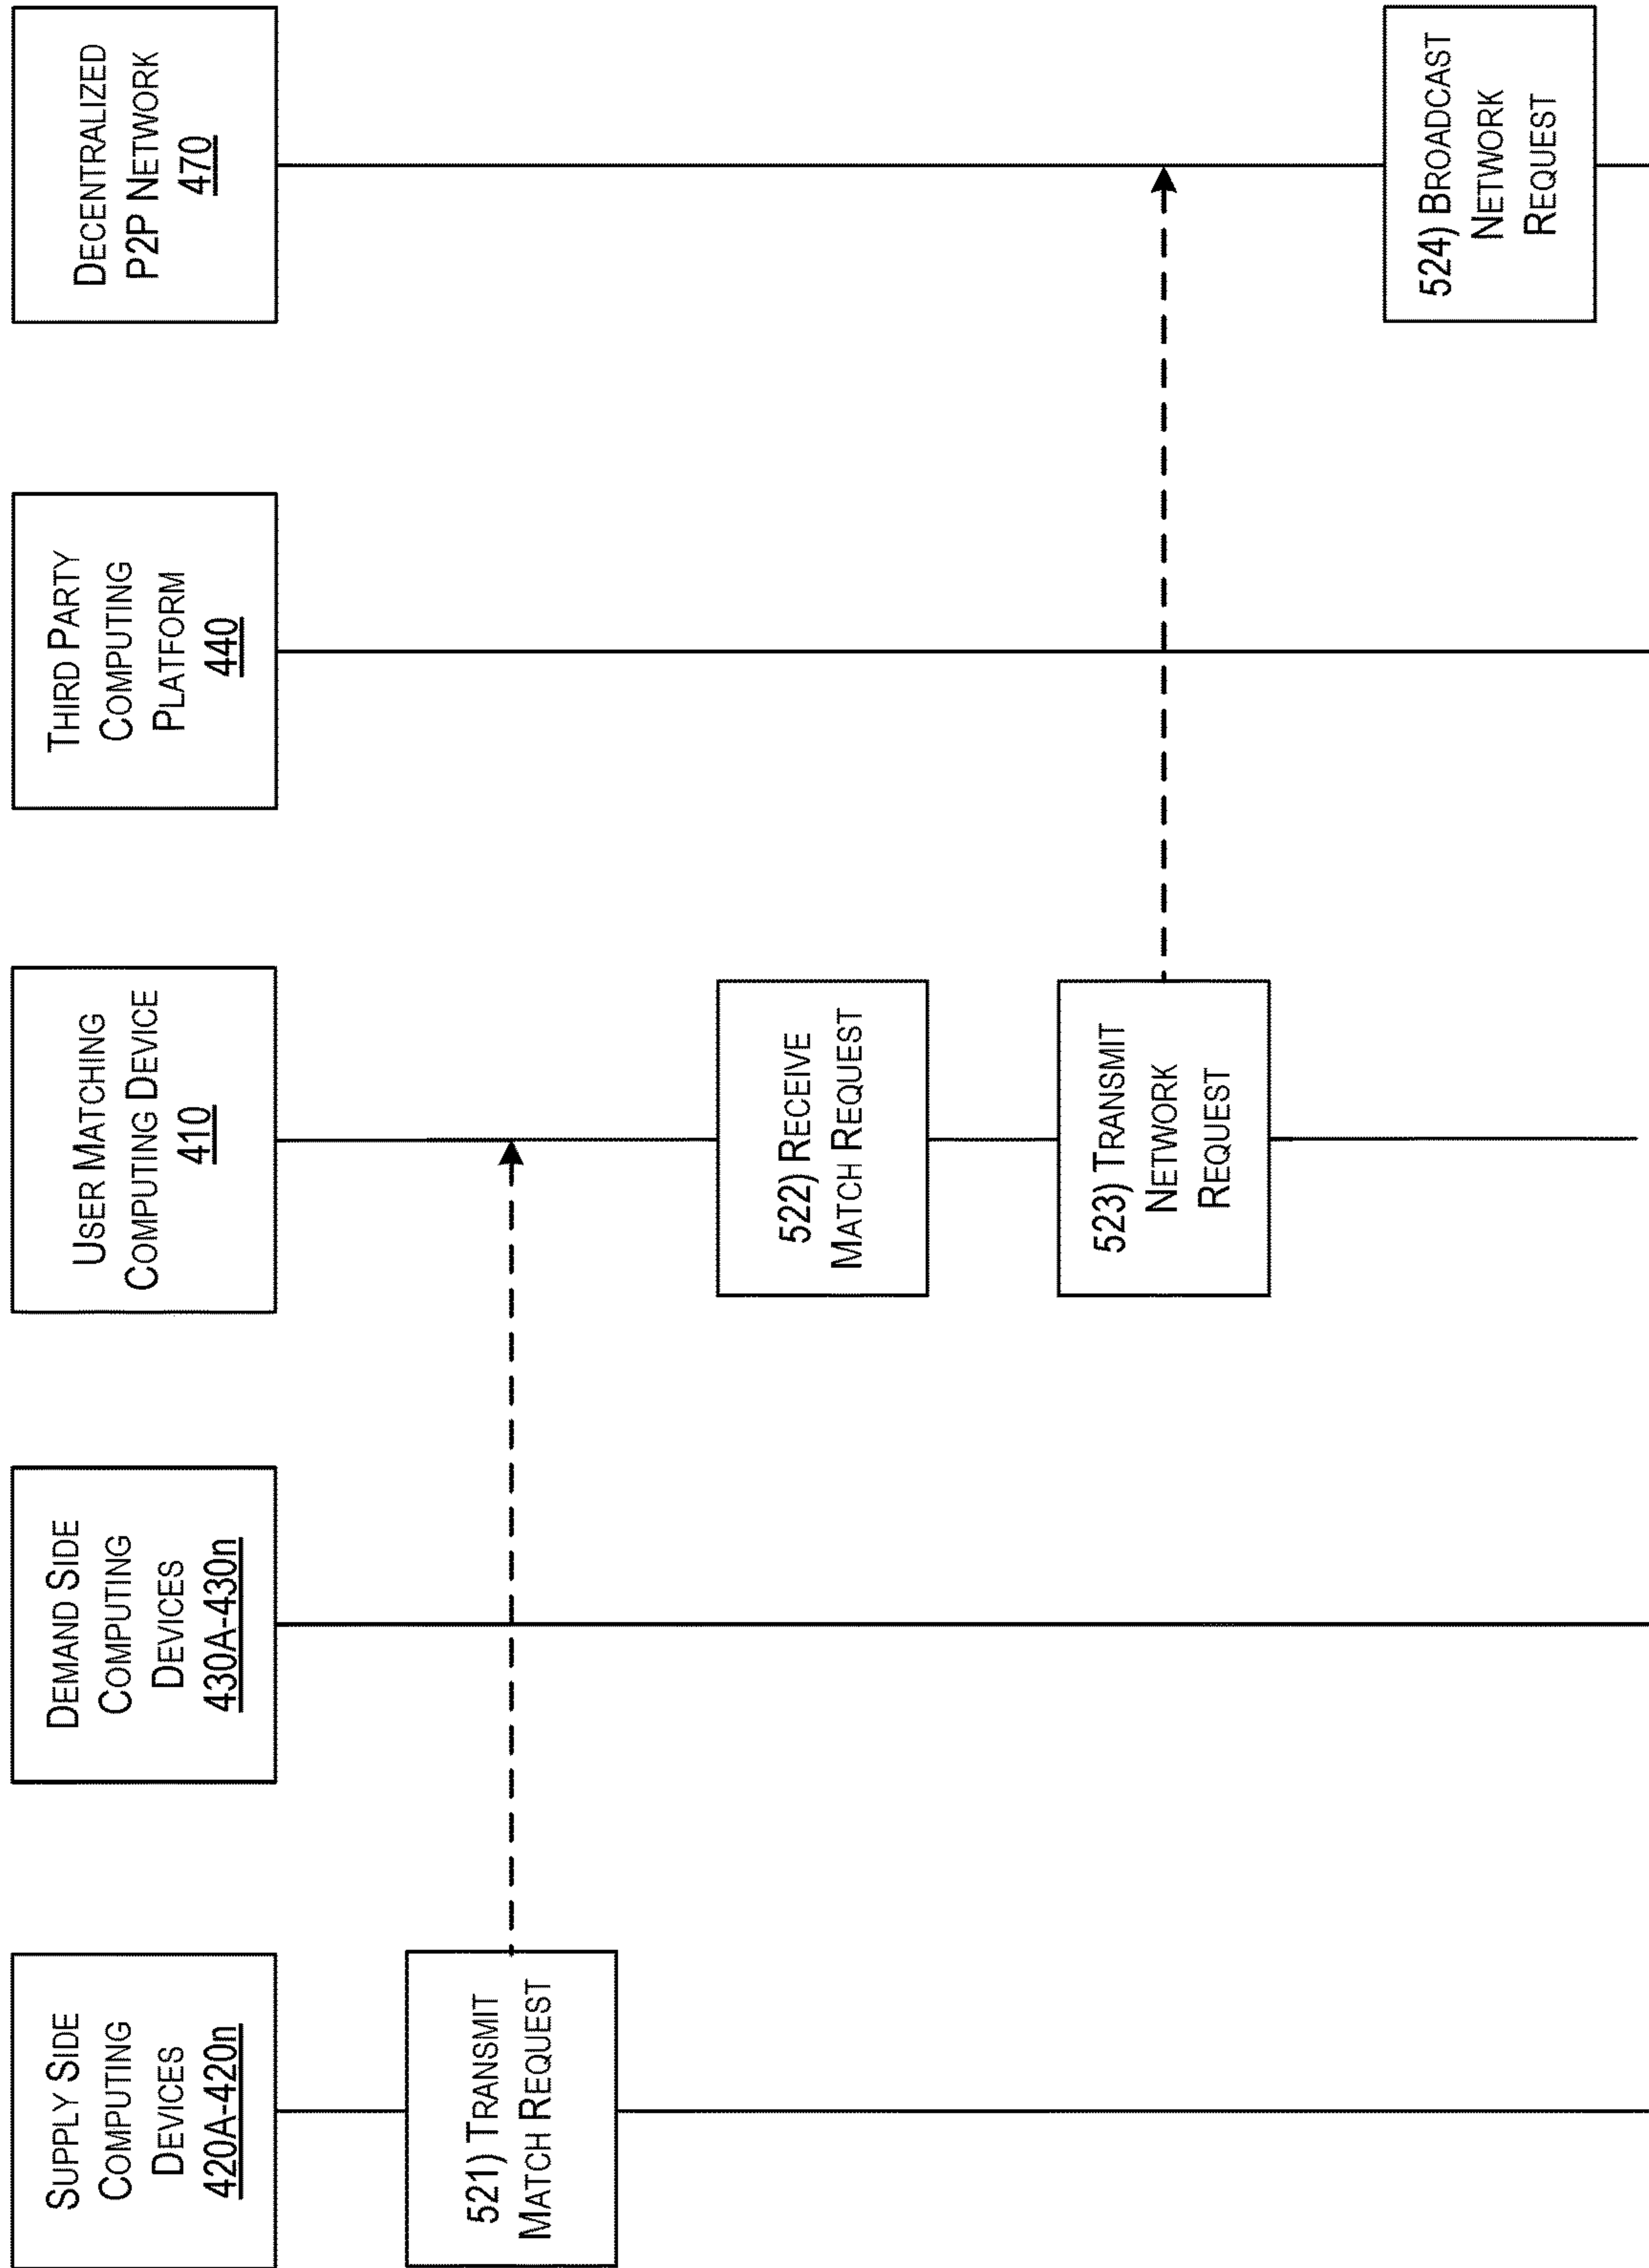 SUPPLY SIDE
COMPUTING
DEVICES
420A-420n
DEMAND SIDE
COMPUTING
DEVICES
430A-430n
USER MATCHING
COMPUTING DEVICE
410
THIRD PARTY
COMPUTING
PLATFORM
440
DECENTRALIZED
P2P NETWORK
470
521) TRANSMIT
MATCH REQUEST
522) RECEIVE
MATCH REQUEST
523) TRANSMIT
NETWORK
REQUEST
524) BROADCAST
NETWORK
REQUEST